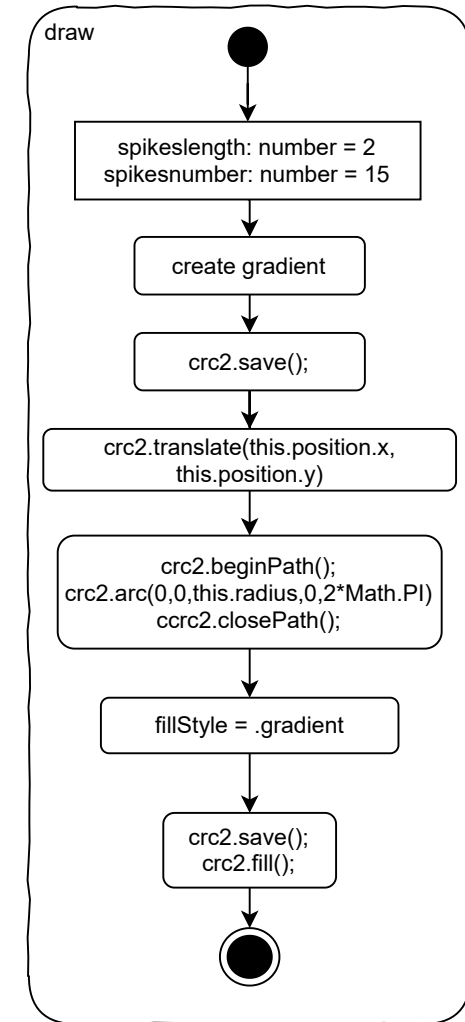 draw
spikeslength: number = 2
spikesnumber: number = 15
create gradient
crc2.save();
crc2.translate(this.position.x,
this.position.y)
crc2.beginPath();
crc2.arc(0,0,this.radius,0,2*Math.PI)
ccrc2.closePath();
fillStyle = .gradient
crc2.save();
crc2.fill();